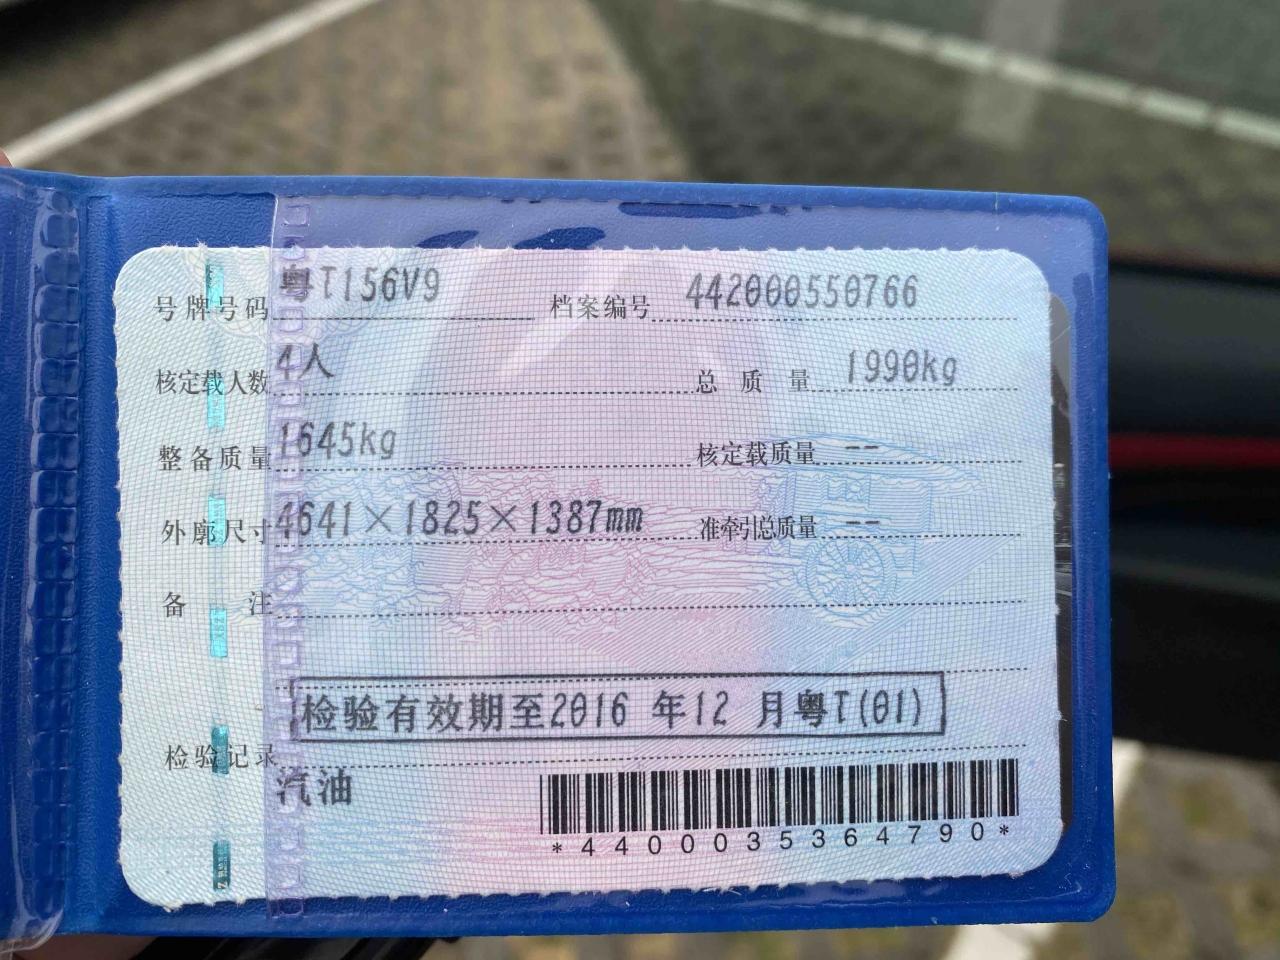 号牌号码 粤T156V9 档案编号 442000550766
核定载人数 4人 总质量 1990kg
整备质量 1645kg 核定载质量 --
外廓尺寸 4641×1825×1387mm 准牵引总质量 --
备注
检验有效期至2016 年12 月粤T(01)
检验记录
汽油
*4400035364790*